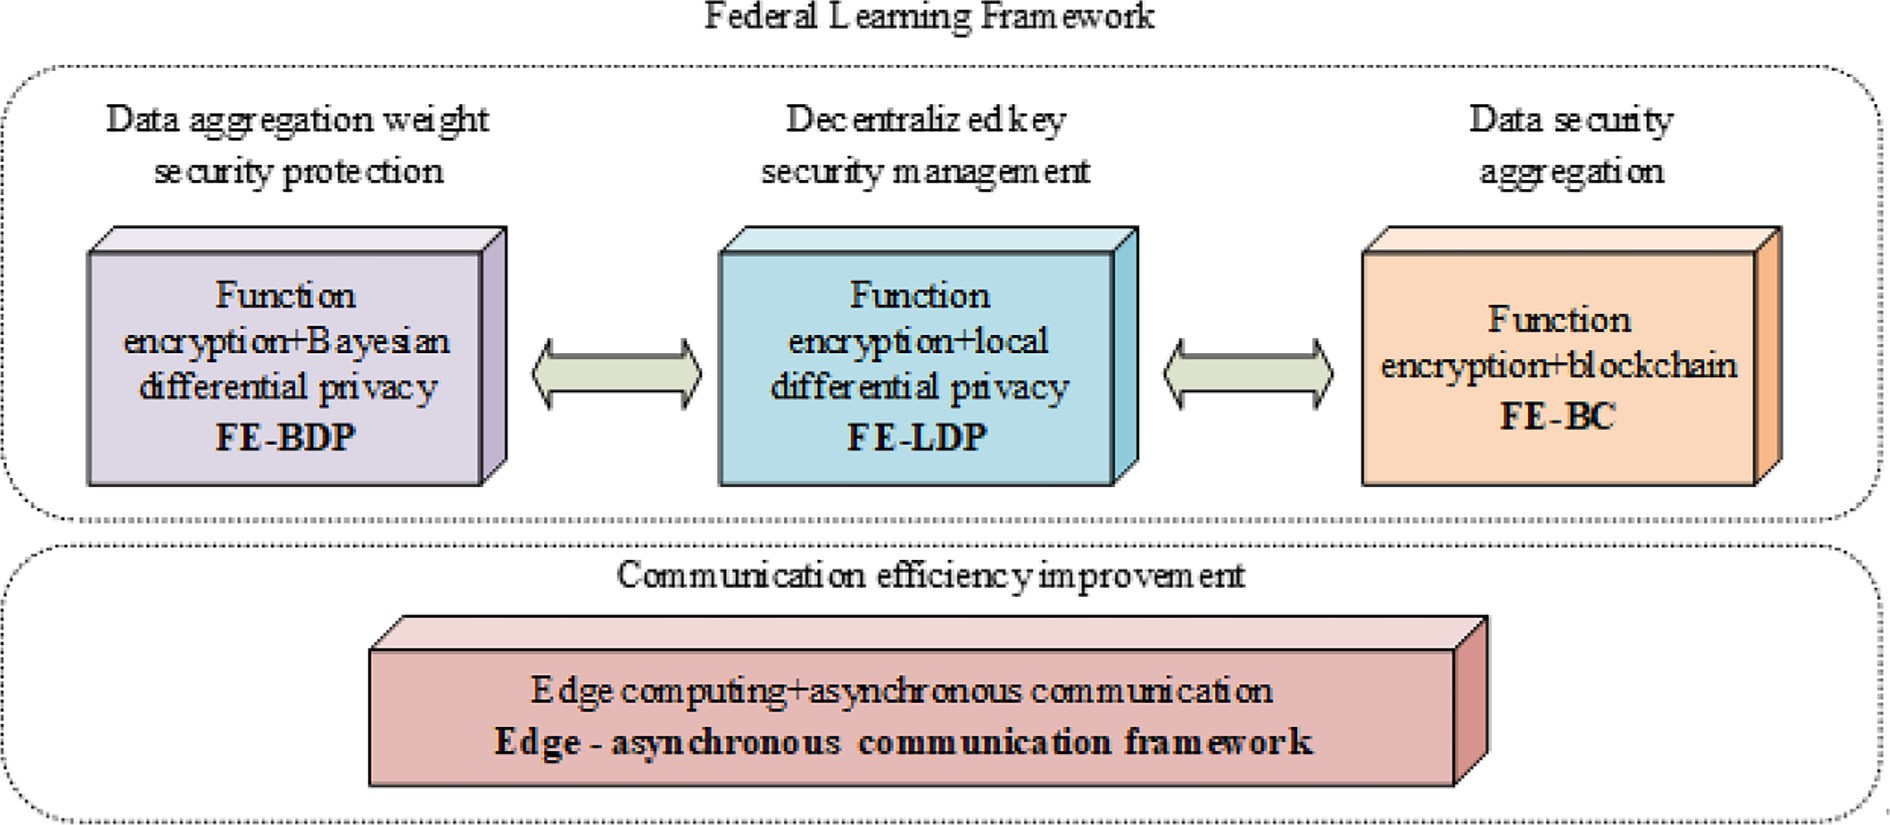 Federal Learning Framework
Data aggregation weight
security protection
Decentralized key
security management
Data security
aggregation
Function
encryption+Bayesian
differential privacy
FE-BDP
Function
encryption+local
differential privacy
FE-LDP
Function
encryption+blockchain
FE-BC
Communication efficiency improvement
Edge computing+asynchronous communication
Edge - asynchronous communication framework